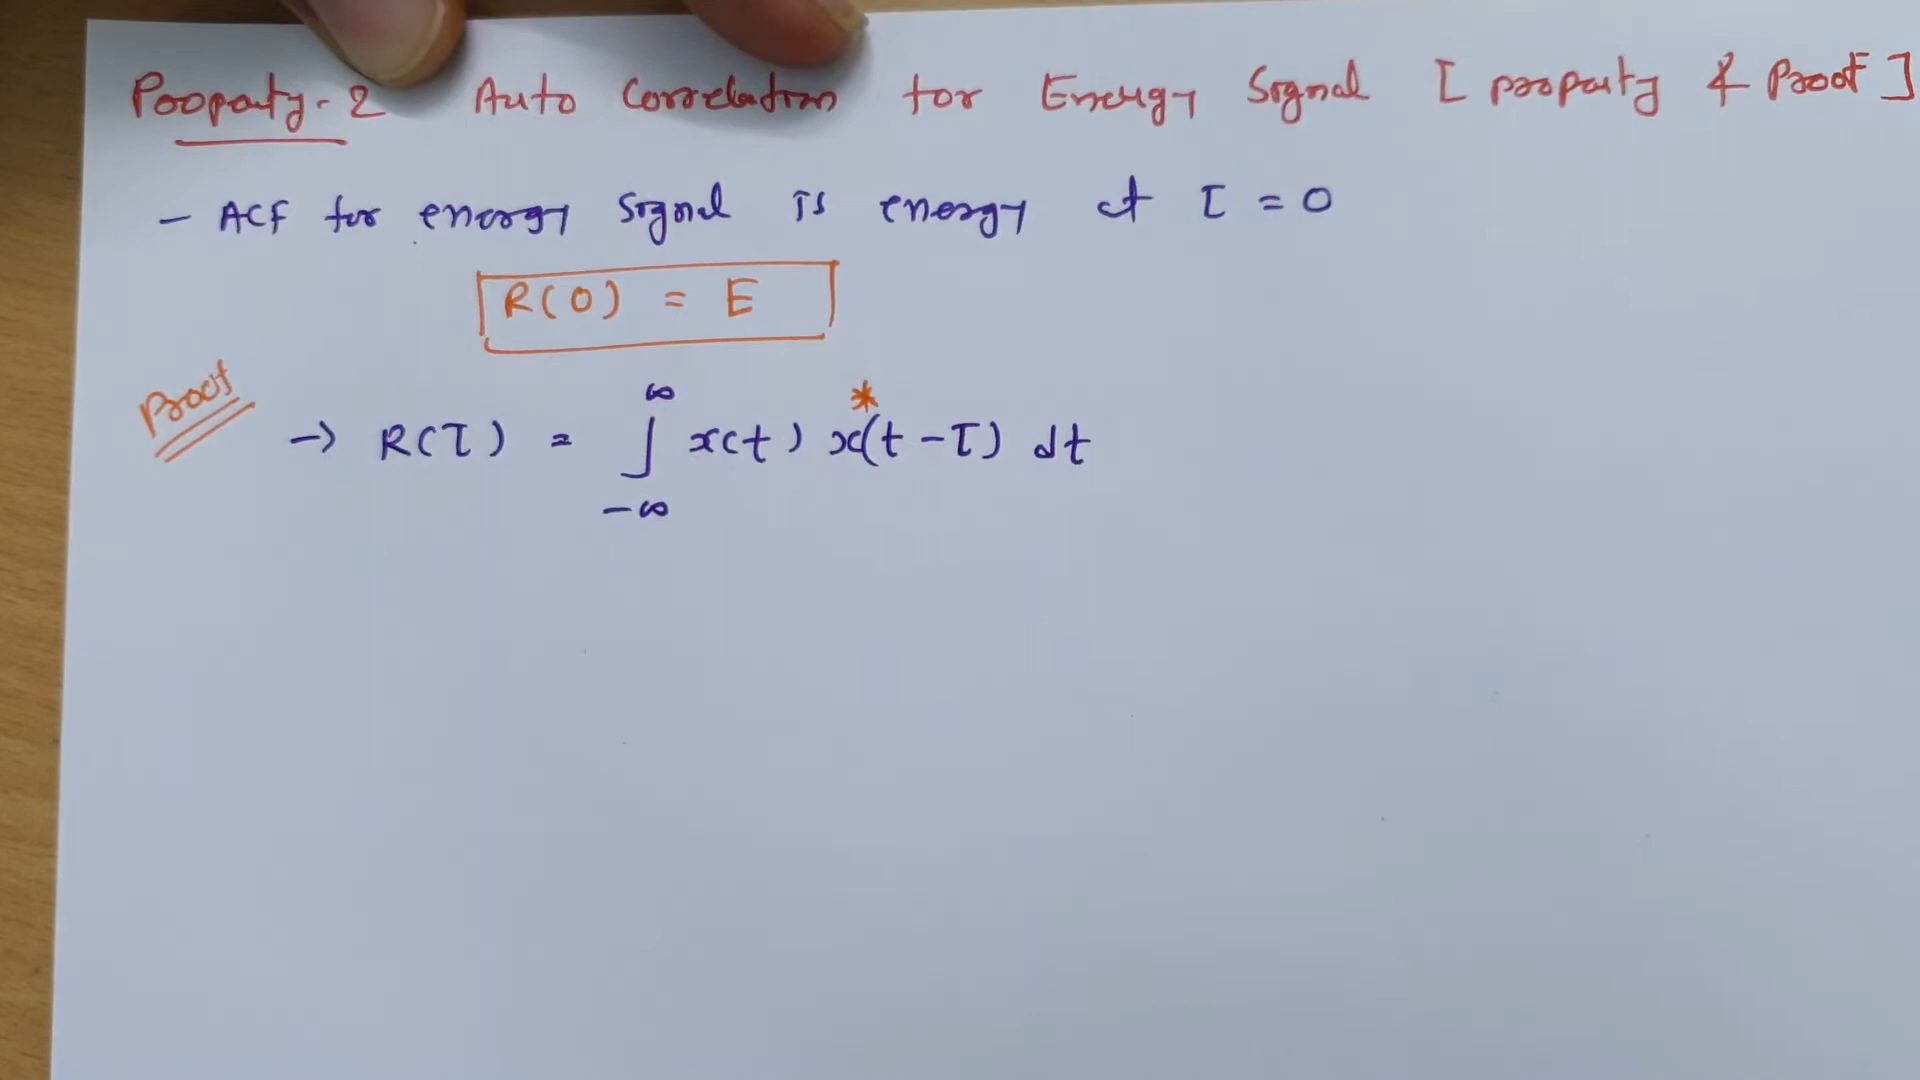 Property-2 Auto Correlation for Energy Signal [property & Proof]
- ACF for energy signal is energy at τ = 0
R(0) = E
Proof
→ R(τ) = ∫_{-∞}^{∞} x(t) x*(t-τ) dt